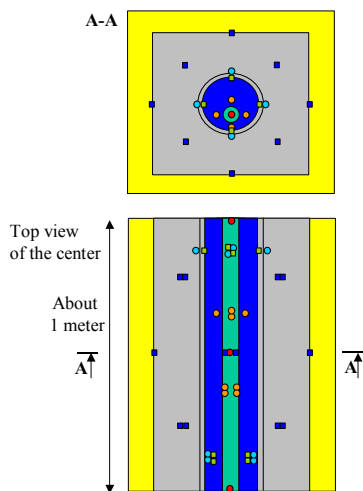 A-A
Top view
of the center
About
1 meter
A
A